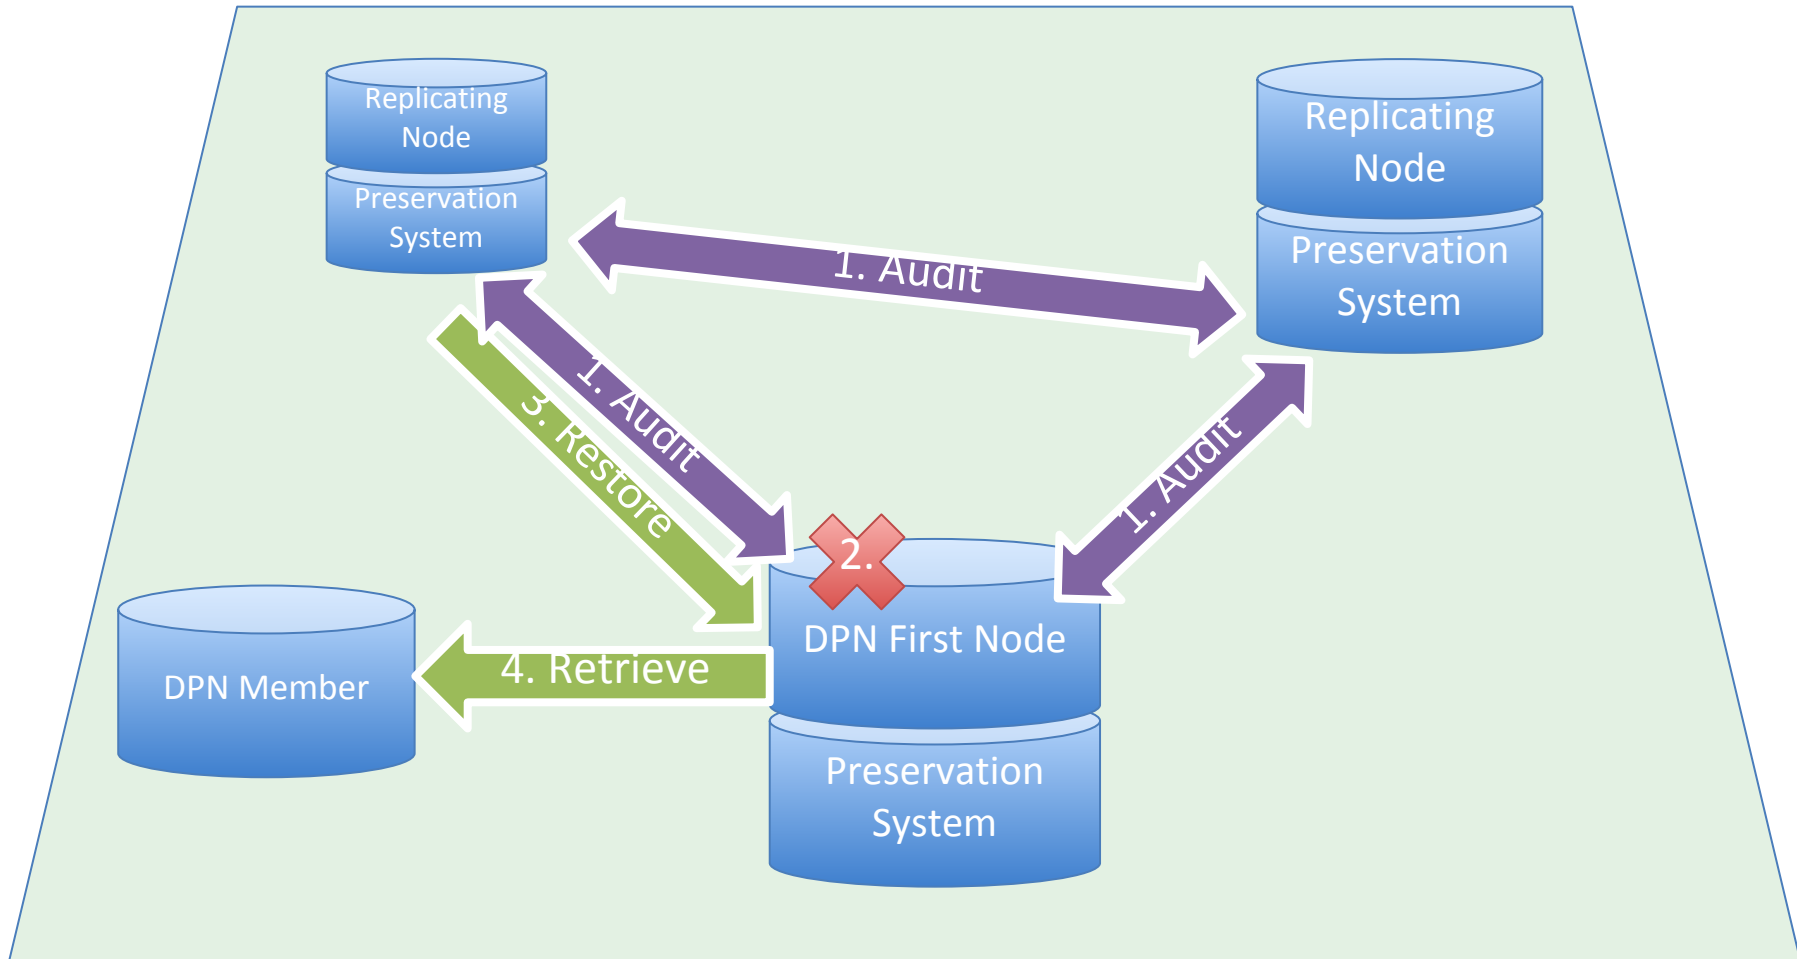 Replicating
Node
Preservation
System
Replicating
Node
Preservation
System
1. Audit
1. Audit
3. Restore
1. Audit
2.
DPN First Node
4. Retrieve
DPN Member
Preservation
System